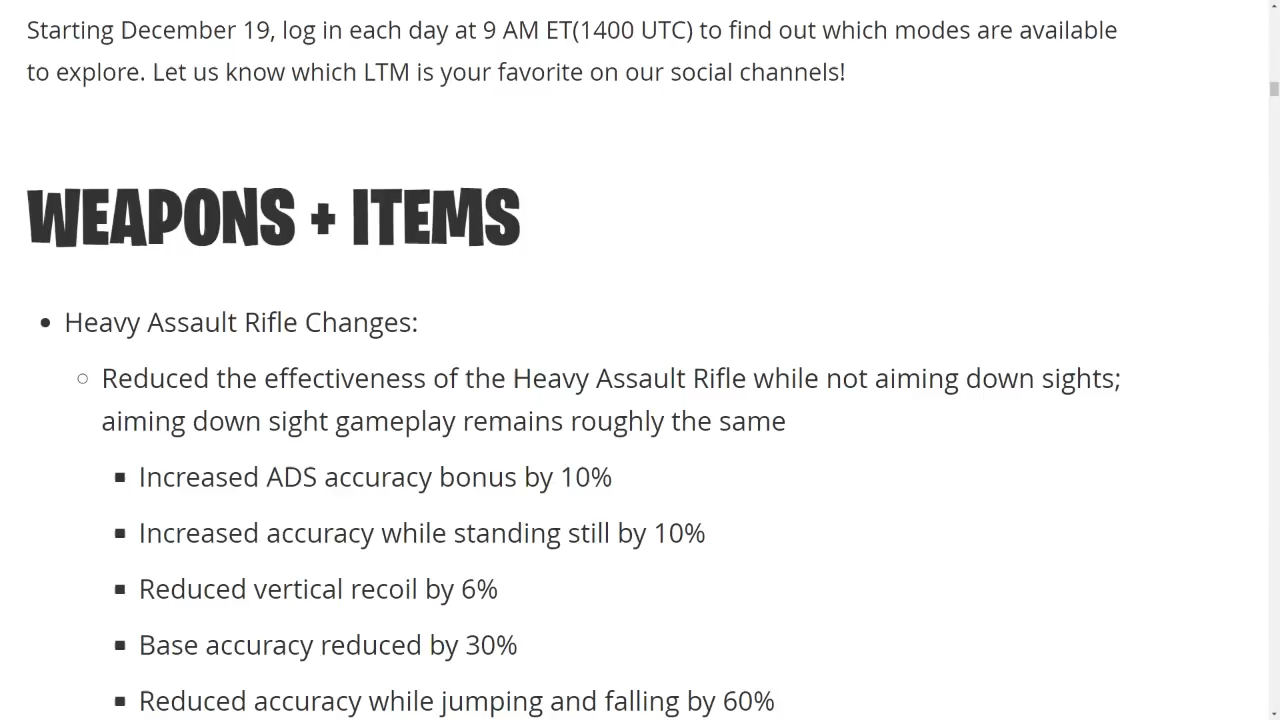 Starting December 19, log in each day at 9 AM ET(1400 UTC) to find out which modes are available
to explore. Let us know which LTM is your favorite on our social channels!
WEAPONS + ITEMS
Heavy Assault Rifle Changes:
Reduced the effectiveness of the Heavy Assault Rifle while not aiming down sights;
aiming down sight gameplay remains roughly the same
Increased ADS accuracy bonus by 10%
Increased accuracy while standing still by 10%
Reduced vertical recoil by 6%
Base accuracy reduced by 30%
Reduced accuracy while jumping and falling by 60%